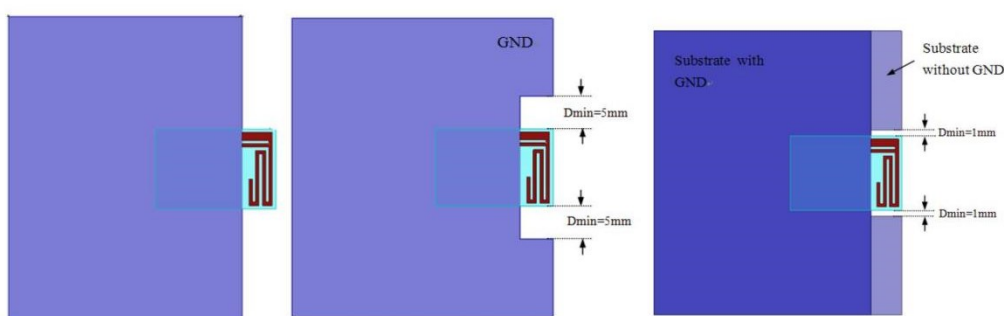 GND
Dmin=5mm
Dmin=5mm
Substrate with
GND
Substrate
without GND
Dmin=1mm
Dmin=1mm